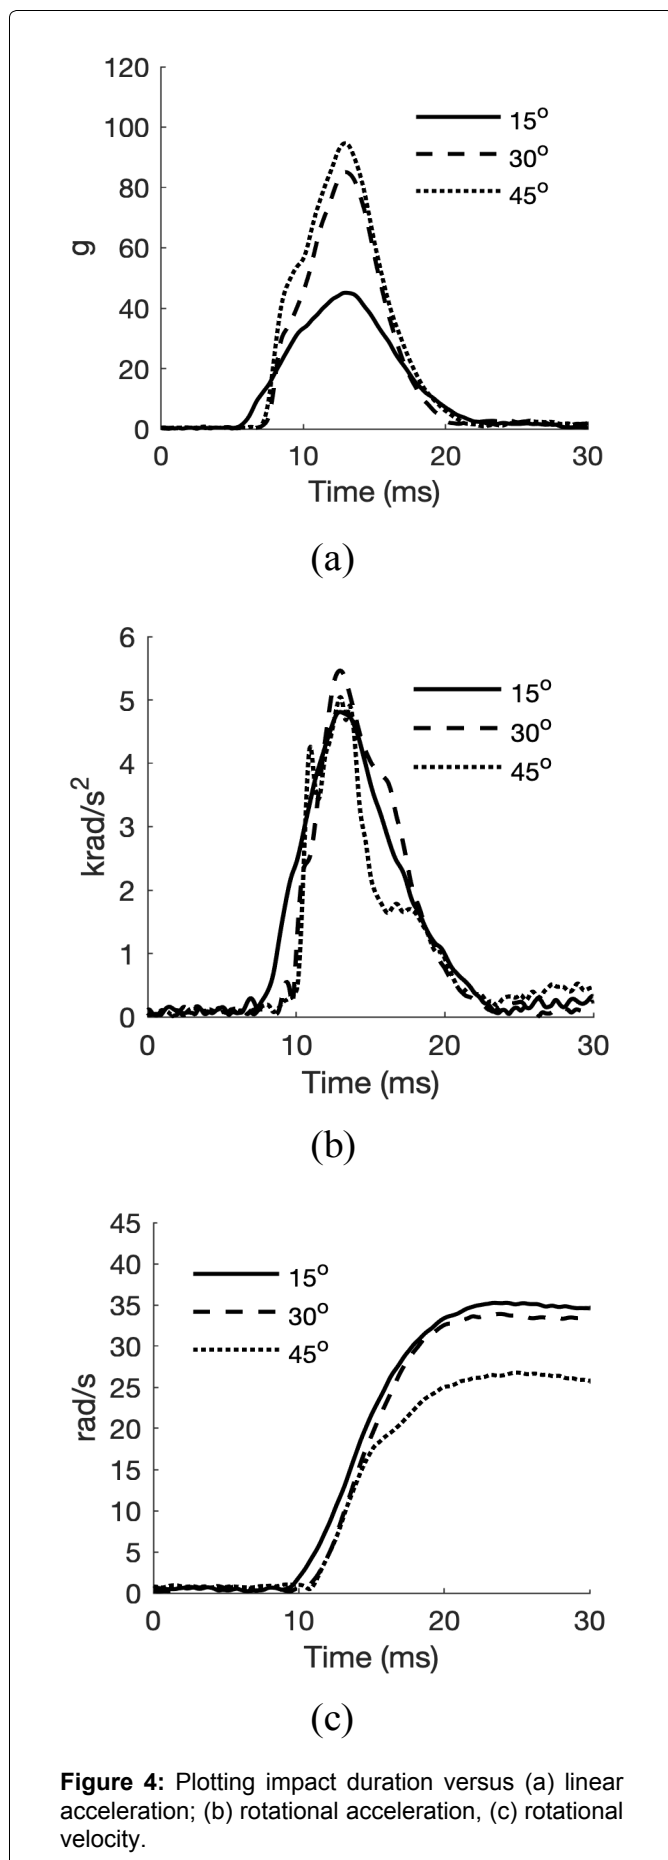 120
100
80
60
40
20
0
g
15°
30°
45°
0 10 20 30
Time (ms)
(a)
6
5
4
3
2
1
0
krad/s²
15°
30°
45°
0 10 20 30
Time (ms)
(b)
45
40
35
30
25
20
15
10
5
0
rad/s
15°
30°
45°
0 10 20 30
Time (ms)
(c)
Figure 4: Plotting impact duration versus (a) linear
acceleration; (b) rotational acceleration, (c) rotational
velocity.